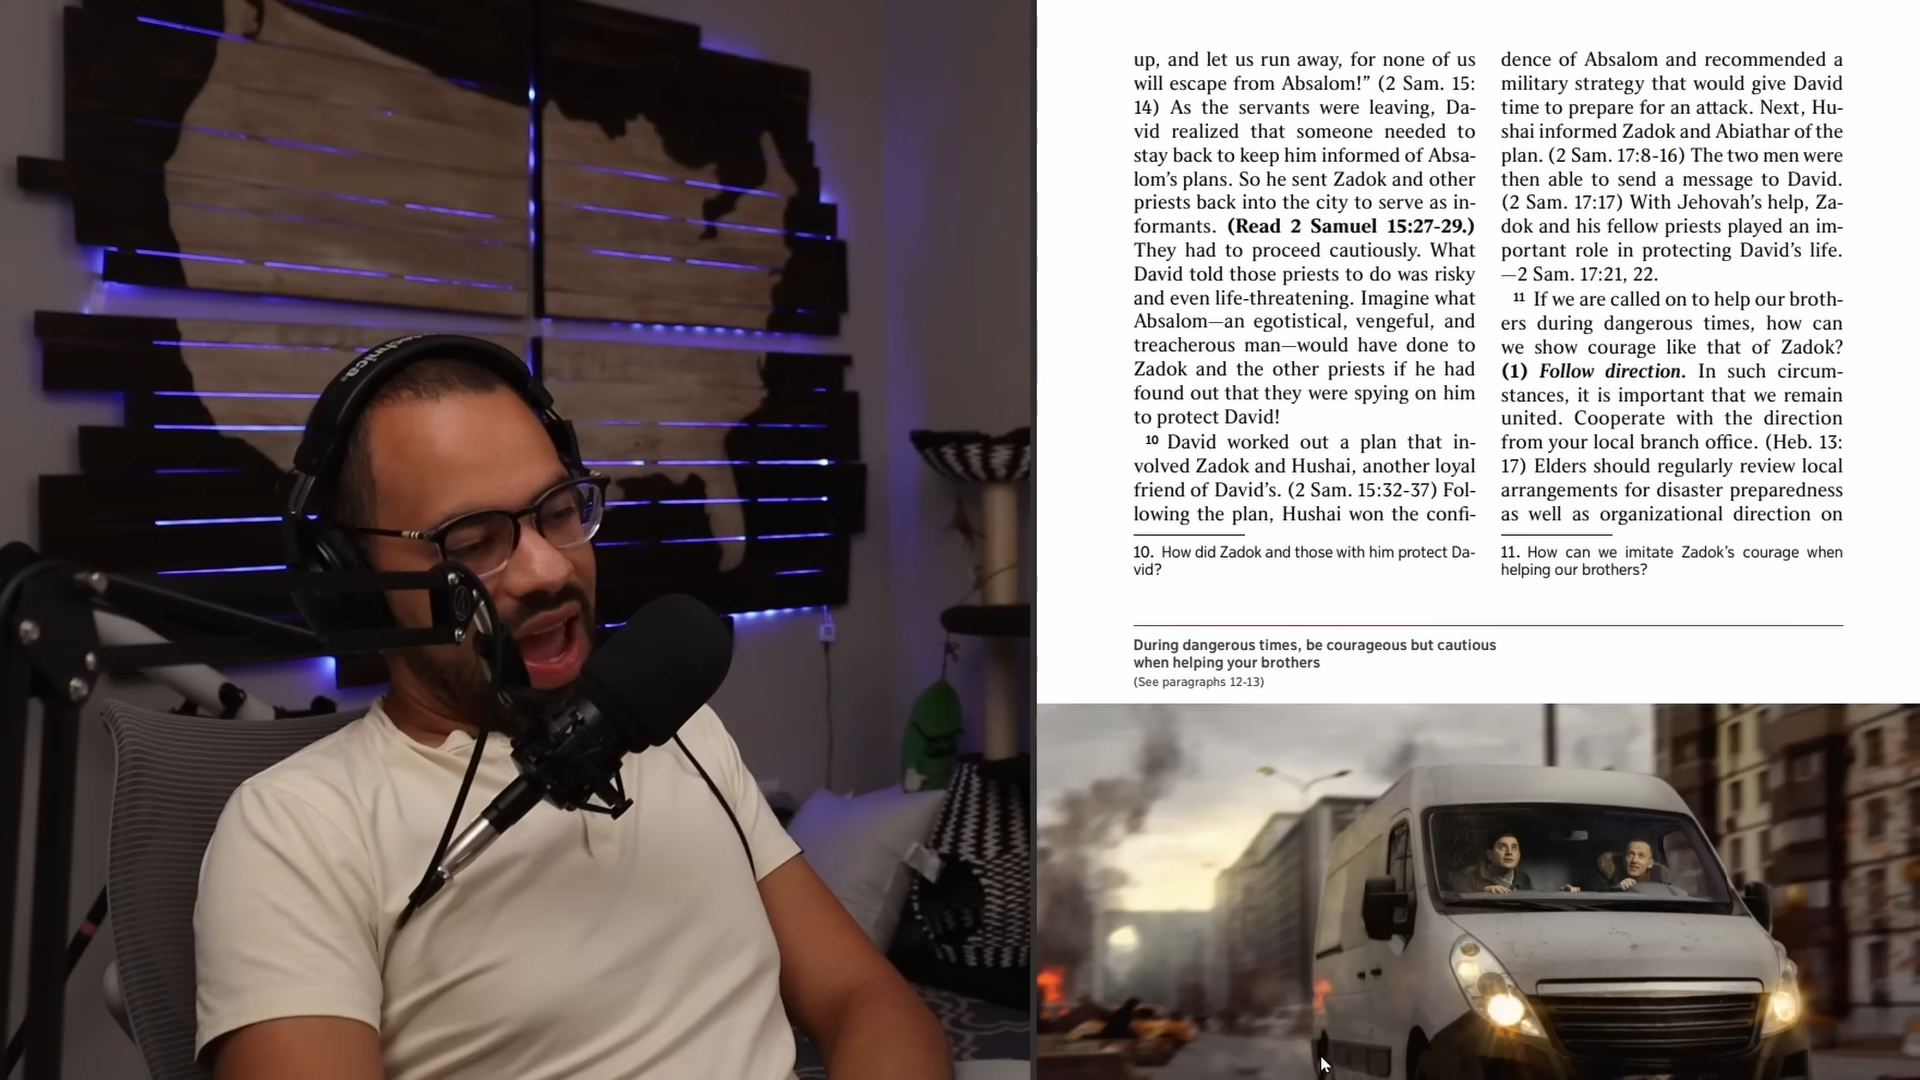 technica®
up, and let us run away, for none of us
will escape from Absalom!” (2 Sam. 15:
14) As the servants were leaving, Da-
vid realized that someone needed to
stay back to keep him informed of Absa-
lom’s plans. So he sent Zadok and other
priests back into the city to serve as in-
formants. (Read 2 Samuel 15:27-29.)
They had to proceed cautiously. What
David told those priests to do was risky
and even life-threatening. Imagine what
Absalom—an egotistical, vengeful, and
treacherous man—would have done to
Zadok and the other priests if he had
found out that they were spying on him
to protect David!
10 David worked out a plan that in-
volved Zadok and Hushai, another loyal
friend of David’s. (2 Sam. 15:32-37) Fol-
lowing the plan, Hushai won the confi-
10. How did Zadok and those with him protect Da-
vid?
dence of Absalom and recommended a
military strategy that would give David
time to prepare for an attack. Next, Hu-
shai informed Zadok and Abiathar of the
plan. (2 Sam. 17:8-16) The two men were
then able to send a message to David.
(2 Sam. 17:17) With Jehovah’s help, Za-
dok and his fellow priests played an im-
portant role in protecting David’s life.
—2 Sam. 17:21, 22.
11 If we are called on to help our broth-
ers during dangerous times, how can
we show courage like that of Zadok?
(1) Follow direction. In such circum-
stances, it is important that we remain
united. Cooperate with the direction
from your local branch office. (Heb. 13:
17) Elders should regularly review local
arrangements for disaster preparedness
as well as organizational direction on
11. How can we imitate Zadok’s courage when
helping our brothers?
During dangerous times, be courageous but cautious
when helping your brothers
(See paragraphs 12-13)